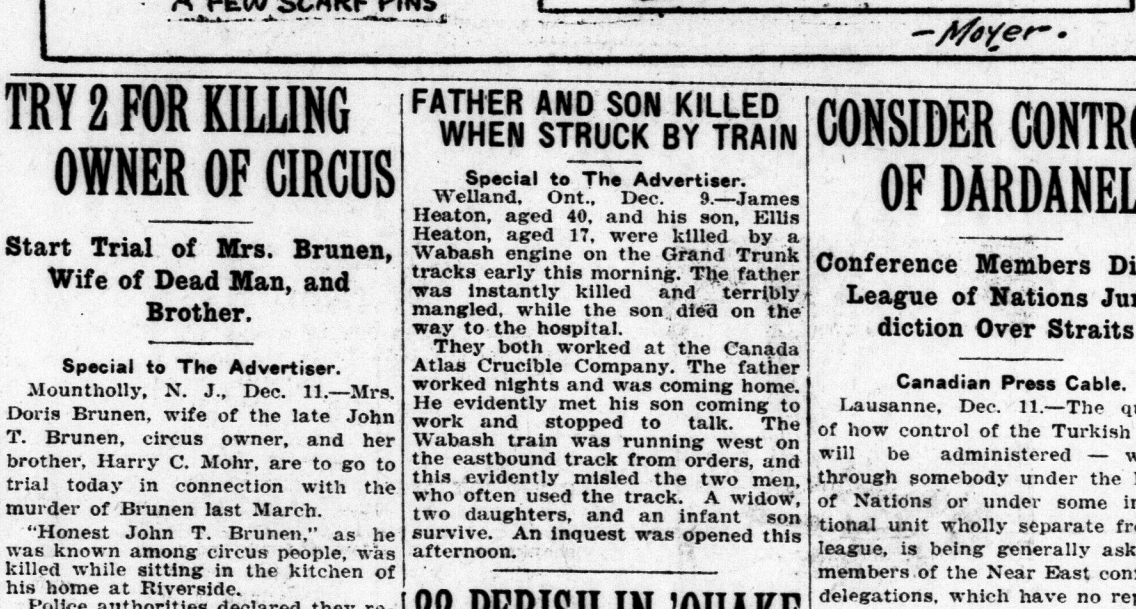 A FEW SCARF PINS
—Moyer.
TRY 2 FOR KILLING
OWNER OF CIRCUS
Start Trial of Mrs. Brunen,
Wife of Dead Man, and
Brother.
Special to The Advertiser.
Mountholly, N. J., Dec. 11.—Mrs.
Doris Brunen, wife of the late John
T. Brunen, circus owner, and her
brother, Harry C. Mohr, are to go to
trial today in connection with the
murder of Brunen last March.
"Honest John T. Brunen," as he
was known among circus people, was
killed while sitting in the kitchen of
his home at Riverside.
Police authorities declared they re-
FATHER AND SON KILLED
WHEN STRUCK BY TRAIN
Special to The Advertiser.
Welland, Ont., Dec. 9.—James
Heaton, aged 40, and his son, Ellis
Heaton, aged 17, were killed by a
Wabash engine on the Grand Trunk
tracks early this morning. The father
was instantly killed and terribly
mangled, while the son died on the
way to the hospital.
They both worked at the Canada
Atlas Crucible Company. The father
worked nights and was coming home.
He evidently met his son coming to
work and stopped to talk. The
Wabash train was running west on
the eastbound track from orders, and
this evidently misled the two men,
who often used the track. A widow,
two daughters, and an infant son
survive. An inquest was opened this
afternoon.
PERISH IN 'QUAKE
CONSIDER CONTRO
OF DARDANEL
Conference Members Di
League of Nations Jur
diction Over Straits
Canadian Press Cable.
Lausanne, Dec. 11.—The qu
of how control of the Turkish
will be administered — w
through somebody under the
of Nations or under some in
tional unit wholly separate fro
league, is being generally ask
members of the Near East con
delegations, which have no re